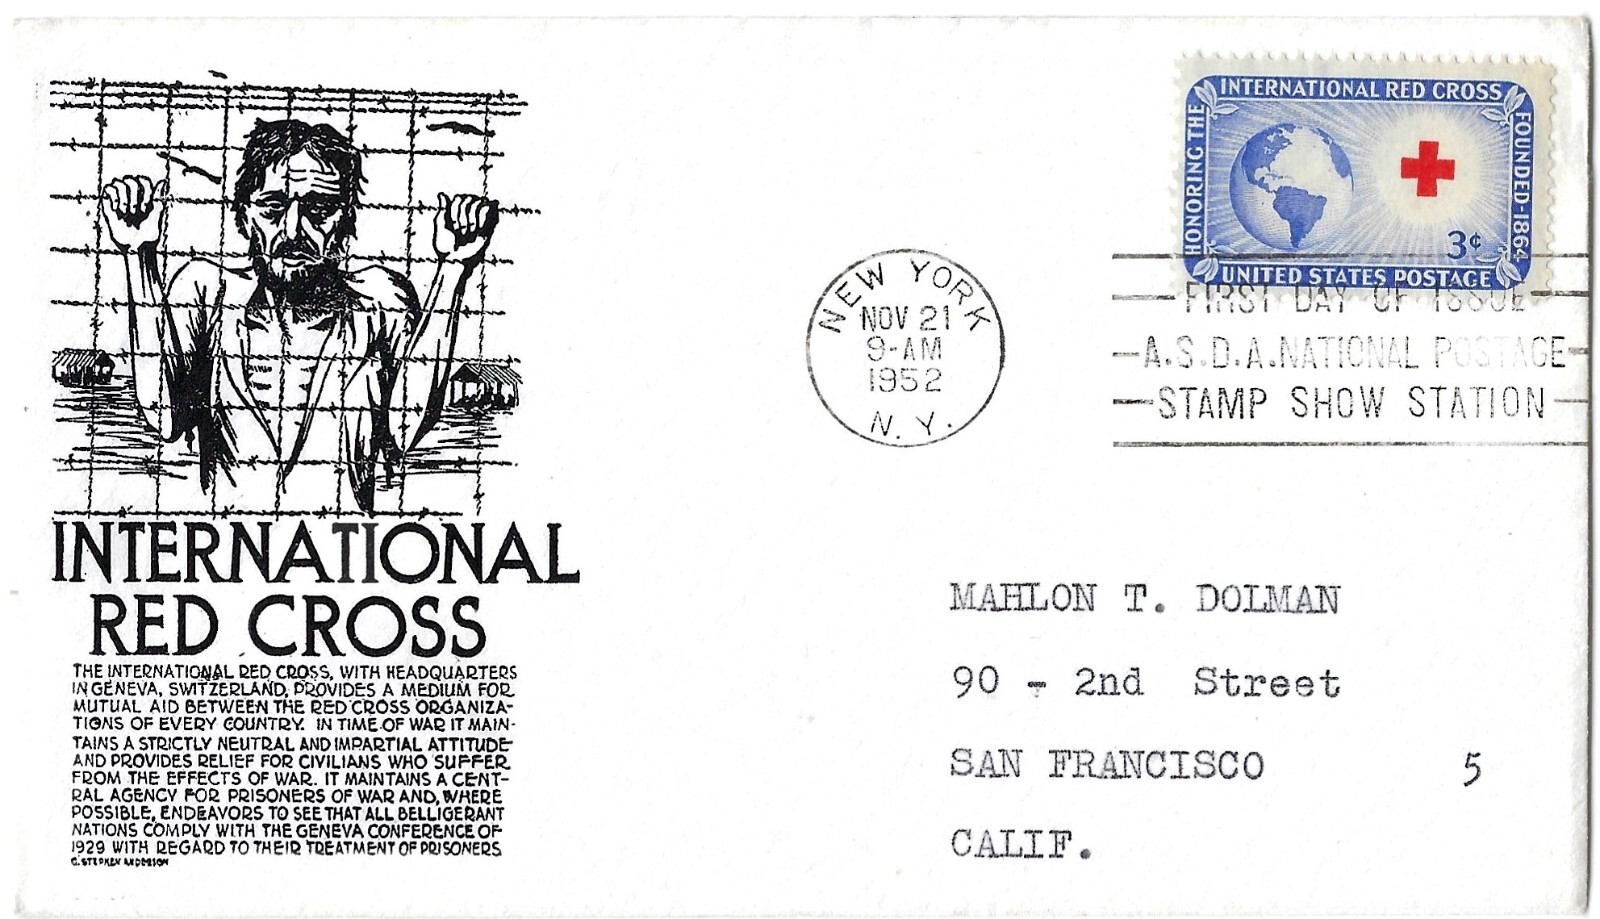 INTERNATIONAL
RED CROSS
THE INTERNATIONAL RED CROSS, WITH HEADQUARTERS
IN GENEVA, SWITZERLAND, PROVIDES A MEDIUM FOR
MUTUAL AID BETWEEN THE RED CROSS ORGANIZA-
TIONS OF EVERY COUNTRY. IN TIME OF WAR IT MAIN-
TAINS A STRICTLY NEUTRAL AND IMPARTIAL ATTITUDE
AND PROVIDES RELIEF FOR CIVILIANS WHO SUFFER
FROM THE EFFECTS OF WAR. IT MAINTAINS A CENT-
RAL AGENCY FOR PRISONERS OF WAR AND, WHERE
POSSIBLE, ENDEAVORS TO SEE THAT ALL BELLIGERANT
NATIONS COMPLY WITH THE GENEVA CONFERENCE OF
1929 WITH REGARD TO THEIR TREATMENT OF PRISONERS
C. STEPHEN ANDERSON
NEW YORK
NOV 21
9-AM
1952
N. Y.
HONORING THE
INTERNATIONAL RED CROSS
FOUNDED-1864
3¢
UNITED STATES POSTAGE
FIRST DAY OF ISSUE
A.S.D.A. NATIONAL POSTAGE
STAMP SHOW STATION
MAHLON T. DOLMAN
90 - 2nd Street
SAN FRANCISCO 5
CALIF.